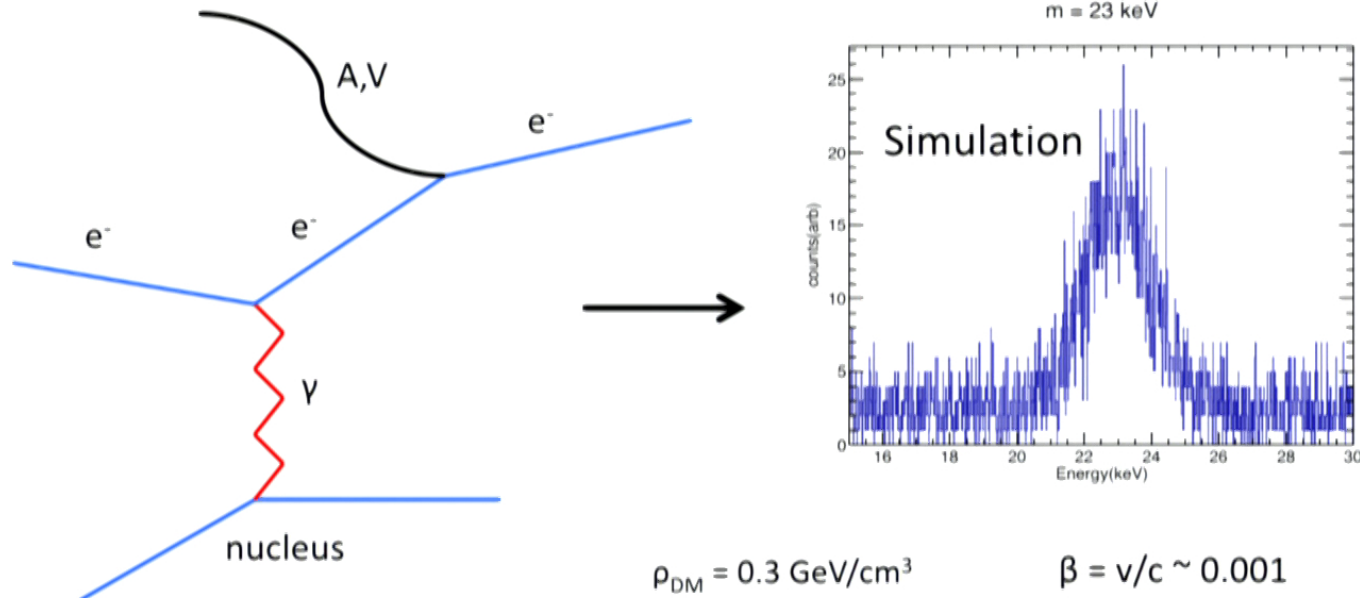 A,V
e⁻
e⁻
e⁻
γ
nucleus
m = 23 keV
Simulation
counts(arb)
25
20
15
10
5
0
16 18 20 22 24 26 28 30
Energy(keV)
ρDM = 0.3 GeV/cm³
β = v/c ~ 0.001